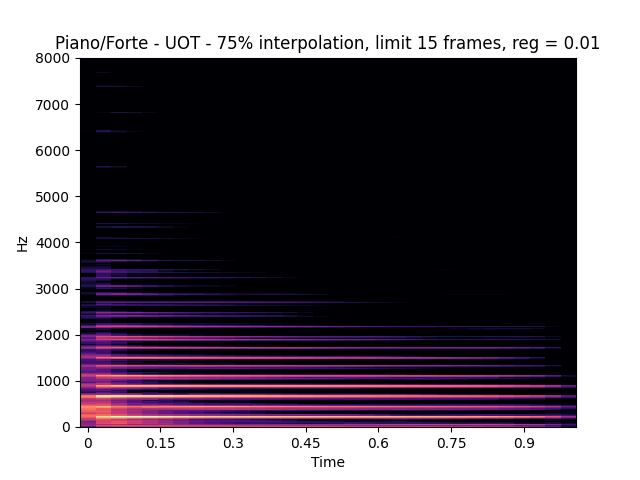 Piano/Forte - UOT - 75% interpolation, limit 15 frames, reg = 0.01
8000
7000
6000
5000
4000
3000
2000
1000
0
Hz
0 0.15 0.3 0.45 0.6 0.75 0.9
Time